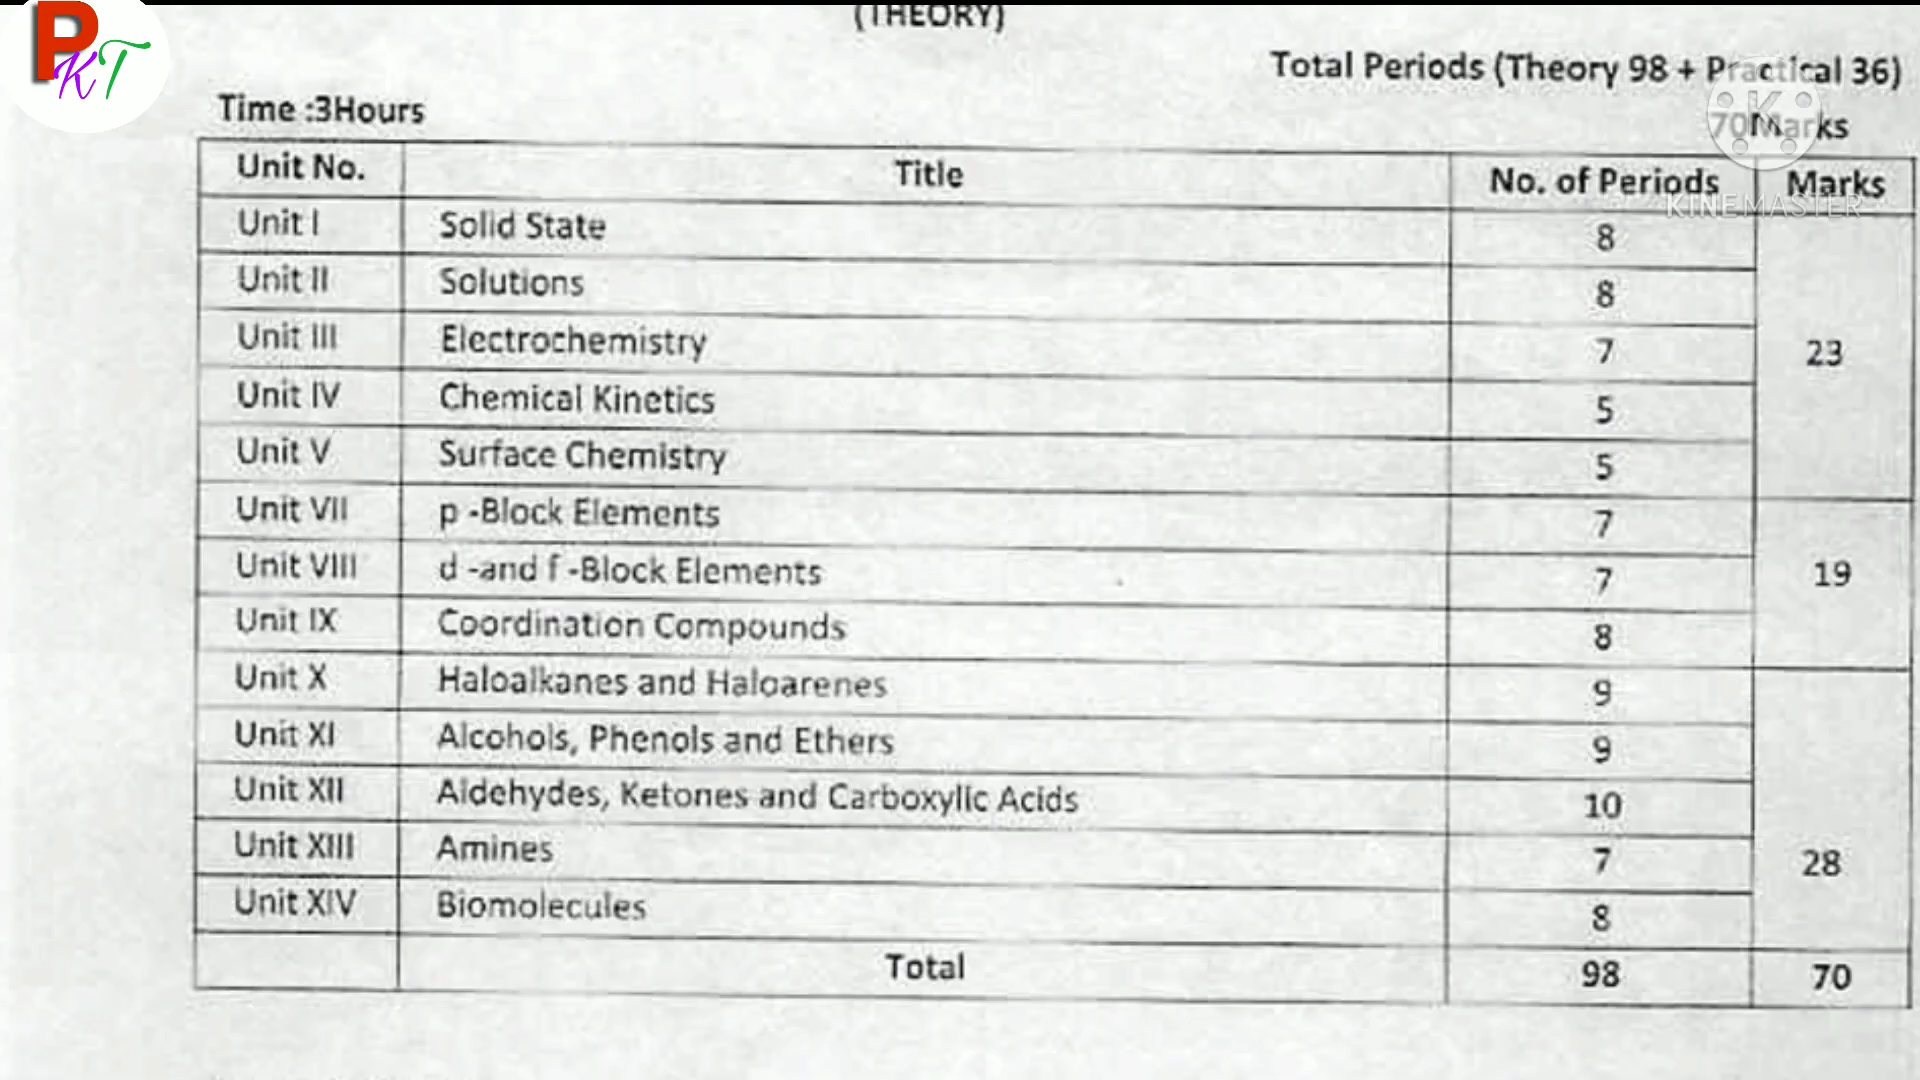 PKT
(THEORY)
Total Periods (Theory 98 + Practical 36)
Time :3Hours
70Marks
Unit No. Title No. of Periods Marks
KINEMASTER
Unit I Solid State 8
Unit II Solutions 8
Unit III Electrochemistry 7 23
Unit IV Chemical Kinetics 5
Unit V Surface Chemistry 5
Unit VII p -Block Elements 7
Unit VIII d -and f -Block Elements 7 19
Unit IX Coordination Compounds 8
Unit X Haloalkanes and Haloarenes 9
Unit XI Alcohols, Phenols and Ethers 9
Unit XII Aldehydes, Ketones and Carboxylic Acids 10
Unit XIII Amines 7 28
Unit XIV Biomolecules 8
Total 98 70